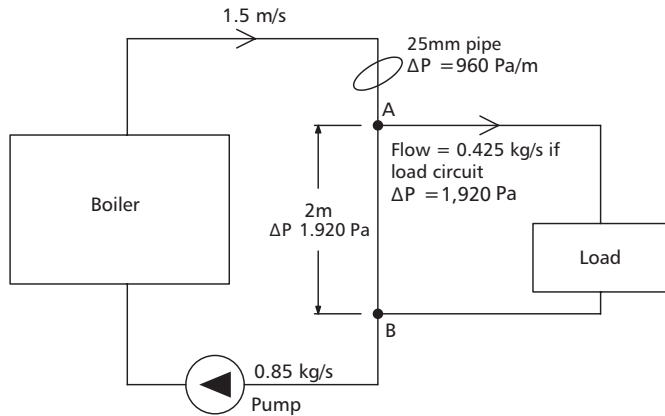 1.5 m/s
25mm pipe
ΔP =960 Pa/m
A
Flow = 0.425 kg/s if
load circuit
ΔP =1,920 Pa
Boiler
2m
ΔP 1.920 Pa
Load
B
0.85 kg/s
Pump